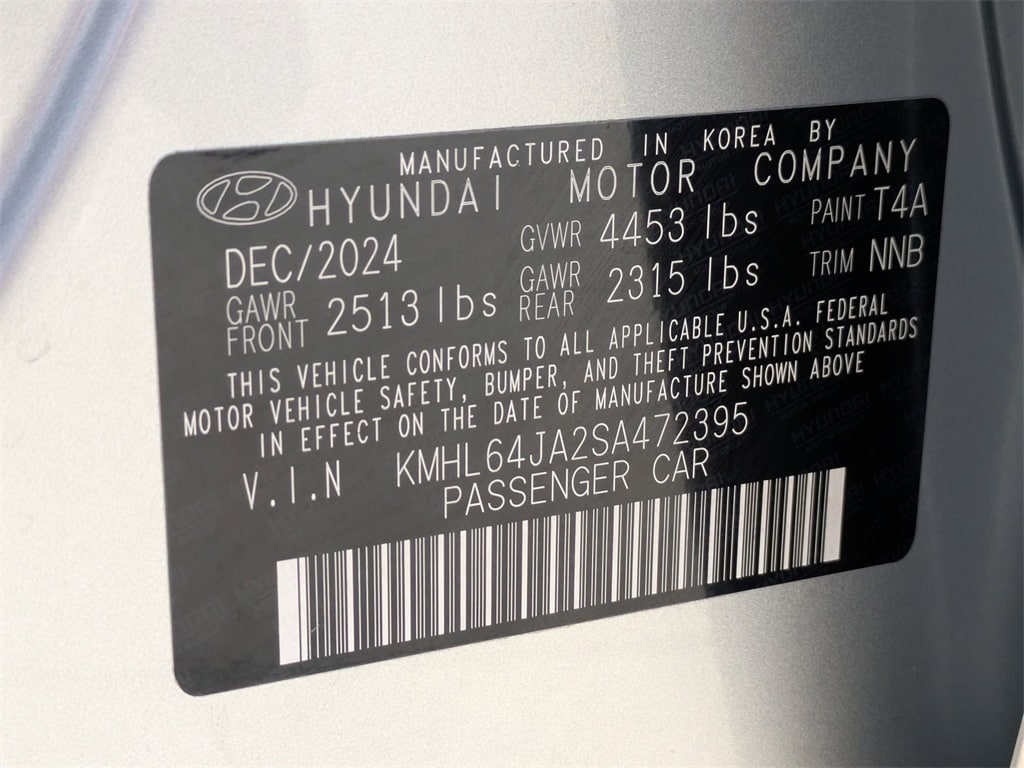 MANUFACTURED IN KOREA BY
HYUNDAI MOTOR COMPANY
DEC/2024 GVWR 4453 lbs PAINT T4A
GAWR FRONT 2513 lbs GAWR REAR 2315 lbs TRIM NNB
THIS VEHICLE CONFORMS TO ALL APPLICABLE U.S.A. FEDERAL
MOTOR VEHICLE SAFETY, BUMPER, AND THEFT PREVENTION STANDARDS
IN EFFECT ON THE DATE OF MANUFACTURE SHOWN ABOVE
V.I.N KMHL64JA2SA472395
PASSENGER CAR